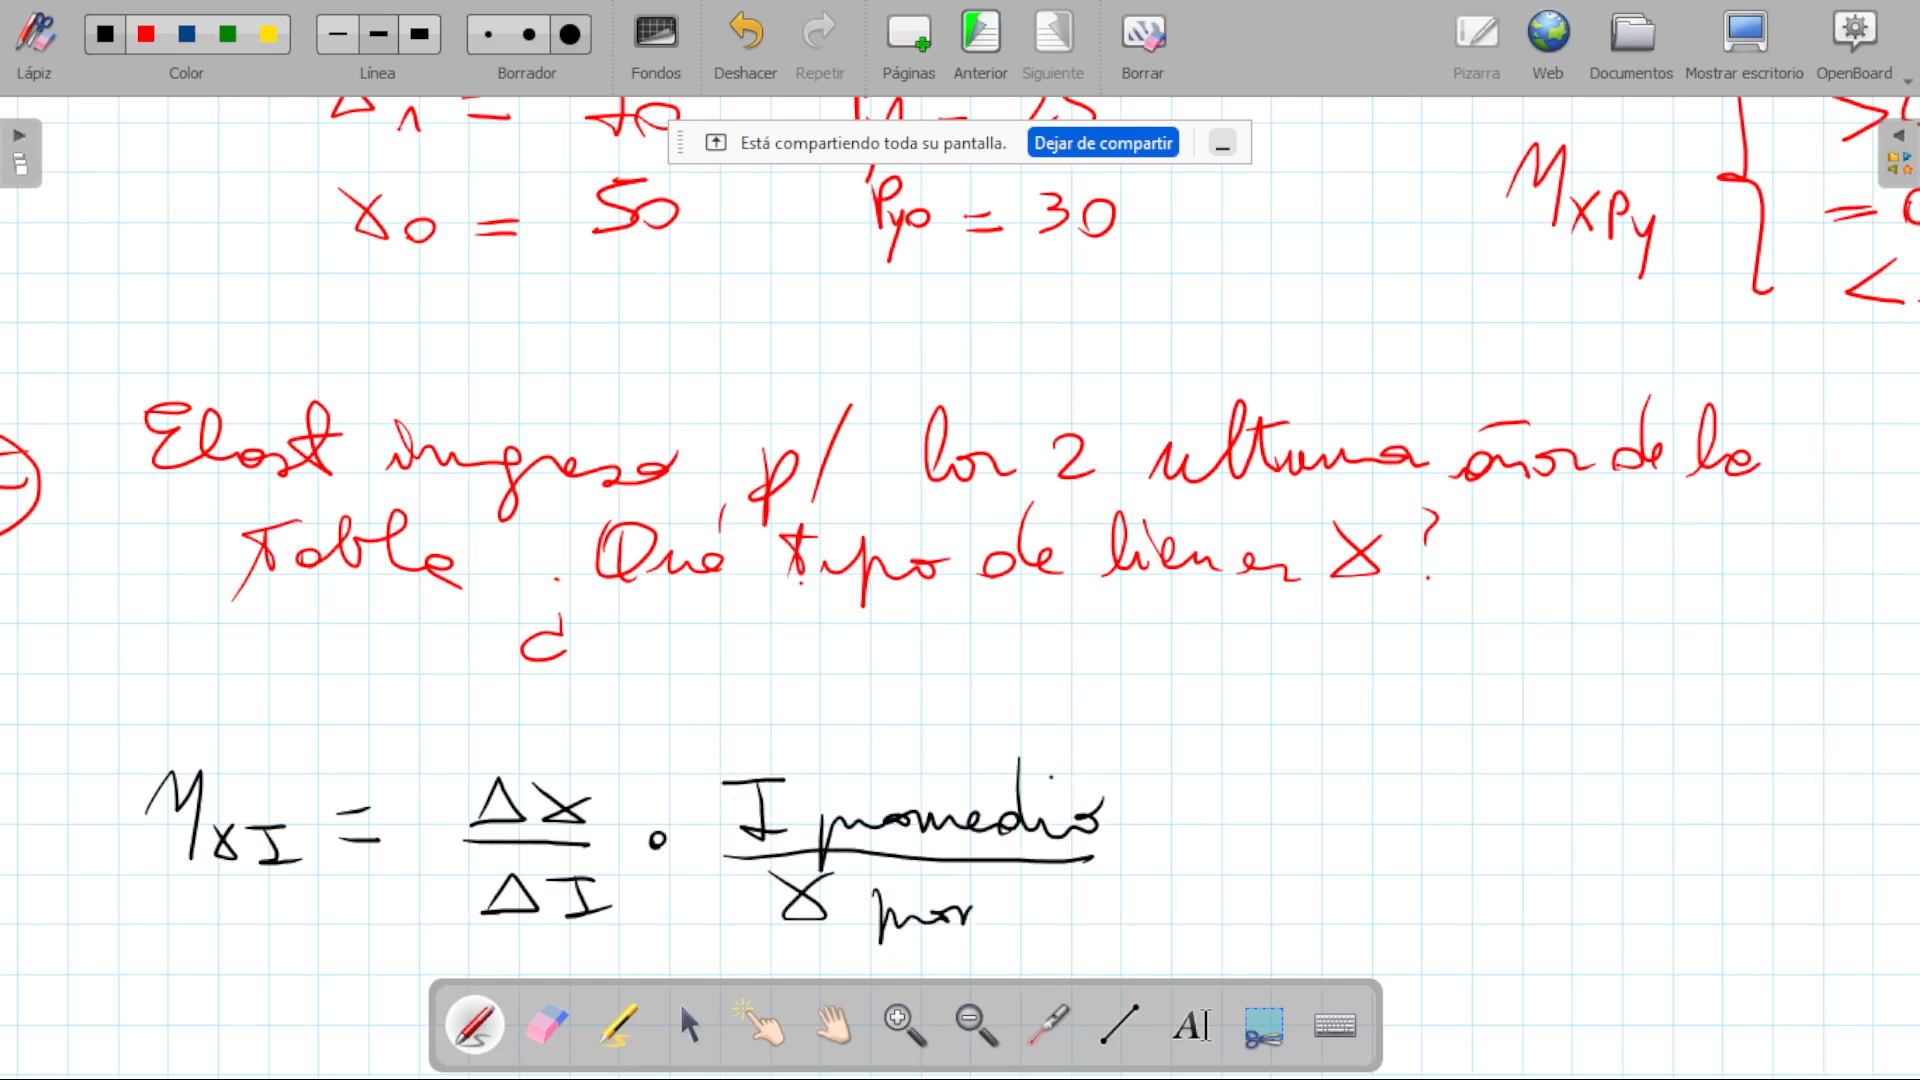 Lápiz Color Línea Borrador Fondos Deshacer Repetir Páginas Anterior Siguiente Borrar Pizarra Web Documentos Mostrar escritorio OpenBoard
Está compartiendo toda su pantalla. Dejar de compartir
X0 = 50 Py0 = 30
MXPy
= 0
<
Elast ingreso p/ los 2 ultimos años de la
Tabla. ¿Qué tipo de bien es X?
MXI = ΔX/ΔI · I promedio/X pro